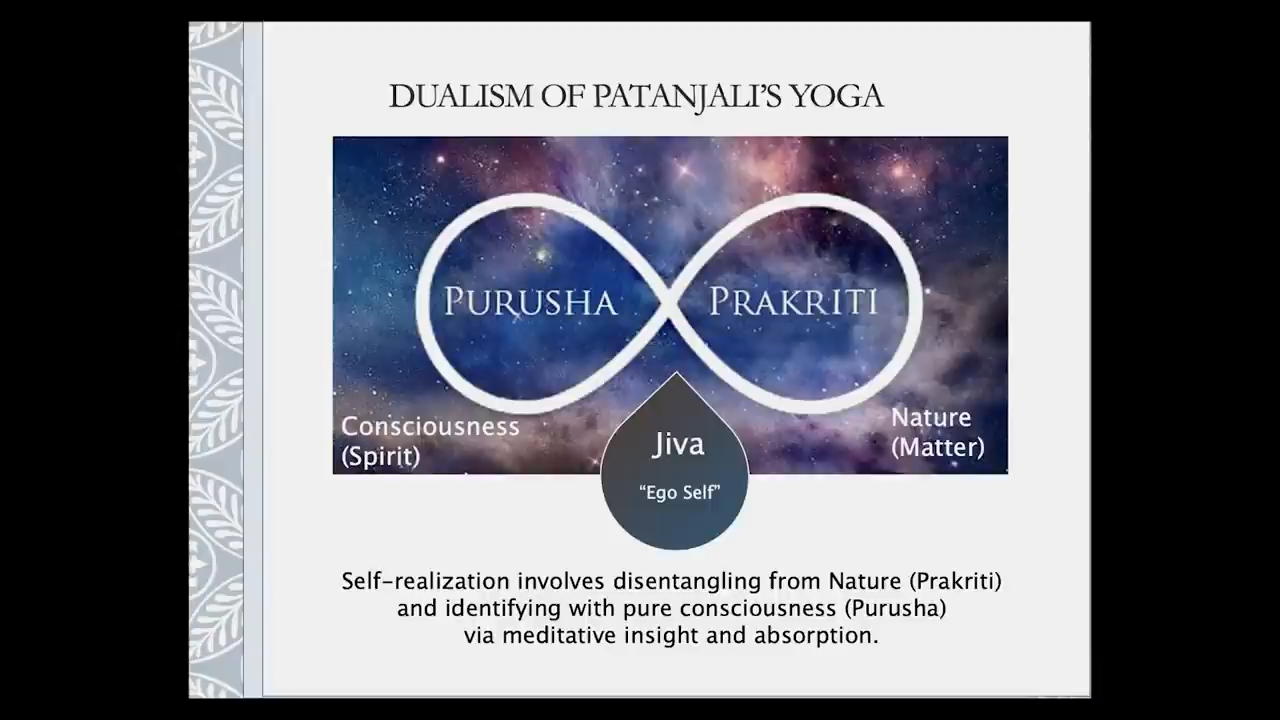 DUALISM OF PATANJALI’S YOGA
PURUSHA
PRAKRITI
Consciousness
(Spirit)
Nature
(Matter)
Jiva
“Ego Self”
Self-realization involves disentangling from Nature (Prakriti)
and identifying with pure consciousness (Purusha)
via meditative insight and absorption.